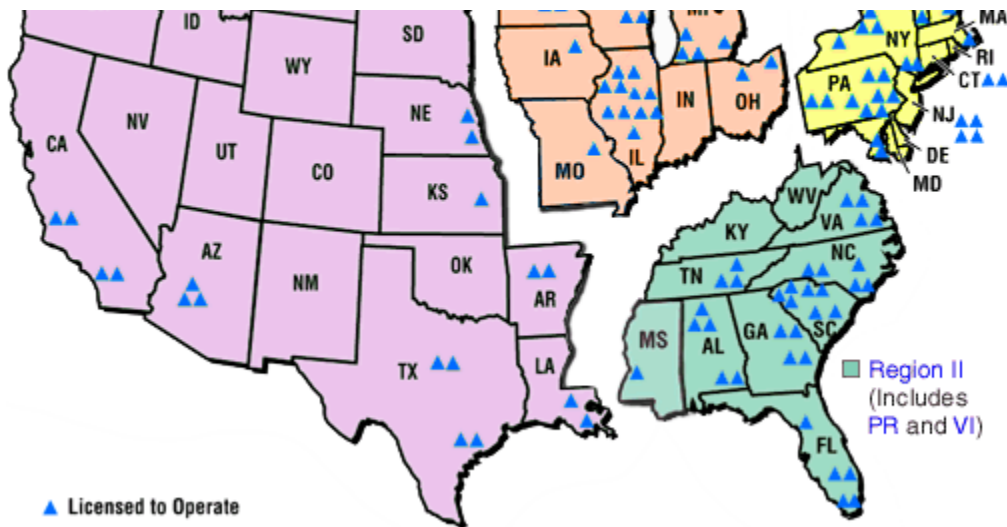 MA
ID
SD
NY
RI
WY
IA
CT
PA
NE
IN
OH
NJ
NV
CA
UT
DE
CO
IL
MO
MD
KS
WV
VA
KY
AZ
NC
OK
TN
NM
AR
SC
MS
GA
AL
TX
LA
Region II
(Includes
PR and VI)
FL
Licensed to Operate